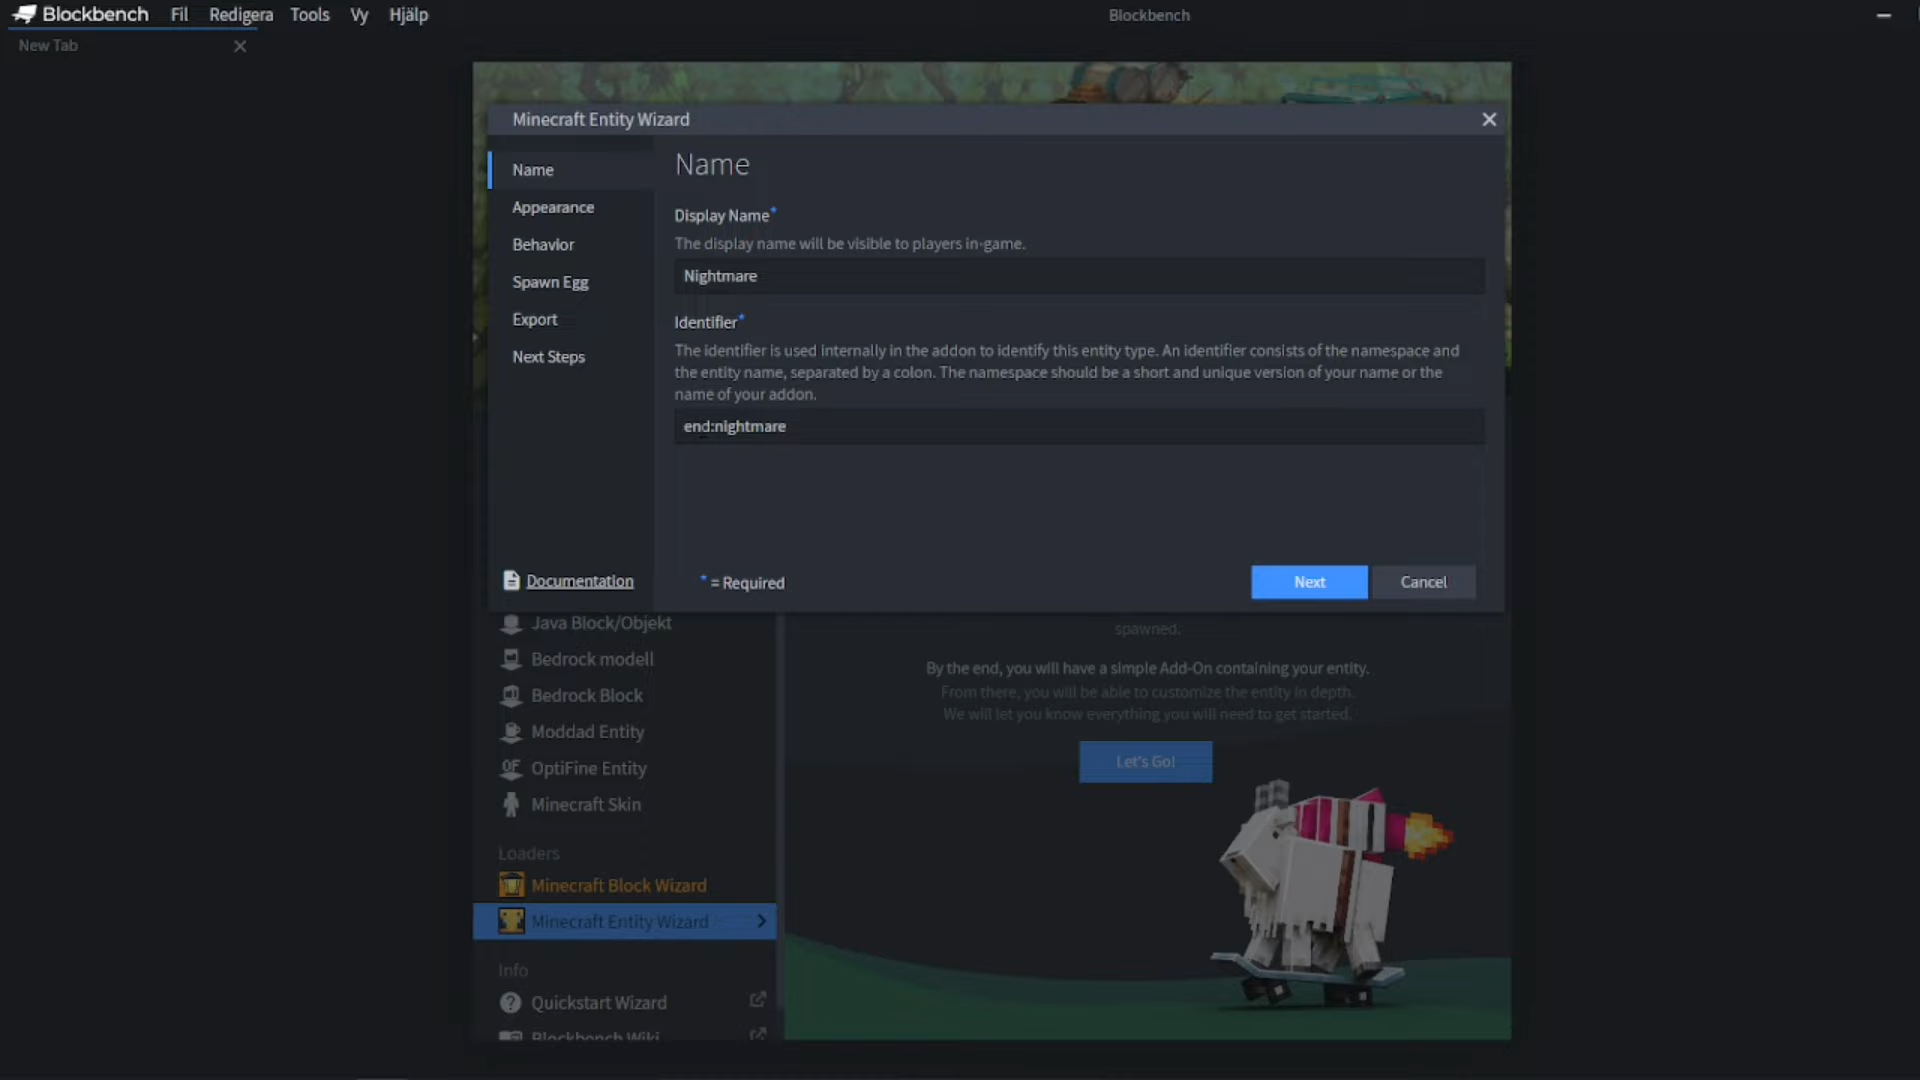 Blockbench Fil Redigera Tools Vy Hjälp
Blockbench
New Tab
Minecraft Entity Wizard
Name
Appearance
Behavior
Spawn Egg
Export
Next Steps
Documentation
Name
Display Name*
The display name will be visible to players in-game.
Nightmare
Identifier*
The identifier is used internally in the addon to identify this entity type. An identifier consists of the namespace and
the entity name, separated by a colon. The namespace should be a short and unique version of your name or the
name of your addon.
end:nightmare
* = Required
Next
Cancel
Java Block/Objekt
Bedrock modell
Bedrock Block
Moddad Entity
OptiFine Entity
Minecraft Skin
Loaders
Minecraft Block Wizard
Minecraft Entity Wizard
Info
Quickstart Wizard
Blockbench Wiki
spawned.
By the end, you will have a simple Add-On containing your entity.
From there, you will be able to customize the entity in depth.
We will let you know everything you will need to get started.
Let's Go!